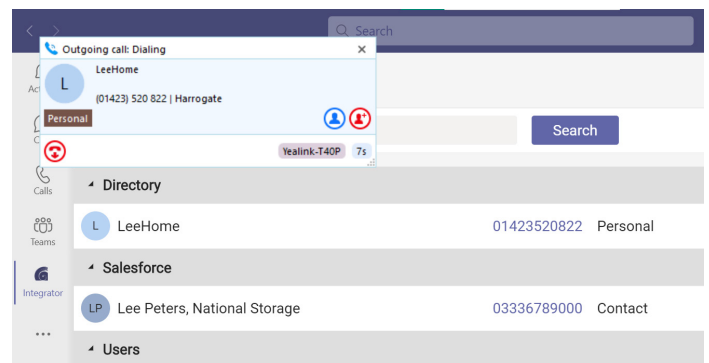 Search
Outgoing call: Dialing
L
LeeHome
(01423) 520 822 | Harrogate
Personal
Yealink-T40P 7s
Search
Calls
Teams
Integrator
Directory
L LeeHome 01423520822 Personal
Salesforce
LP Lee Peters, National Storage 03336789000 Contact
Users